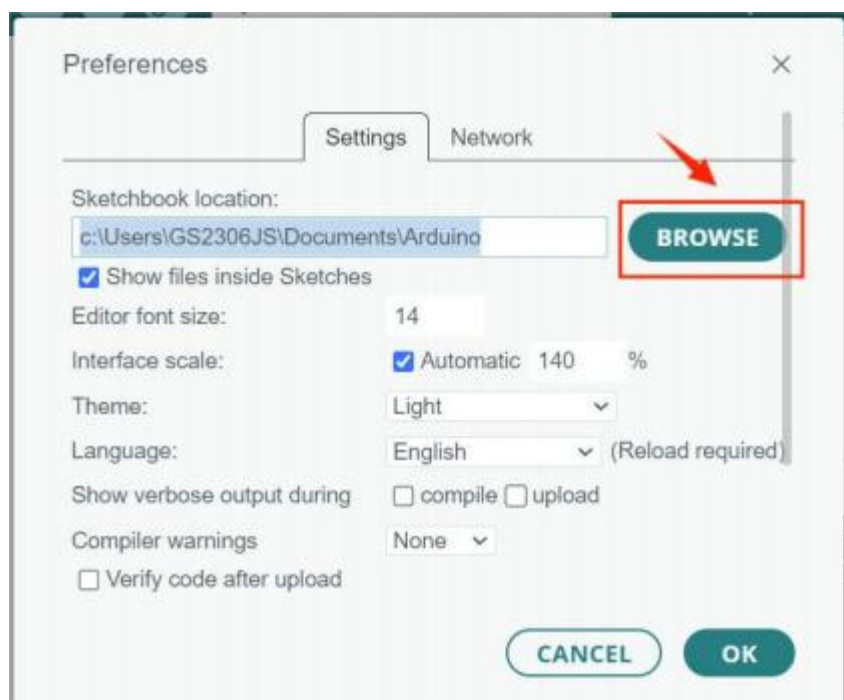 Preferences
Settings Network
Sketchbook location:
c:\Users\GS2306JS\Documents\Arduino BROWSE
Show files inside Sketches
Editor font size: 14
Interface scale: Automatic 140 %
Theme: Light
Language: English (Reload required)
Show verbose output during compile upload
Compiler warnings None
Verify code after upload
CANCEL OK